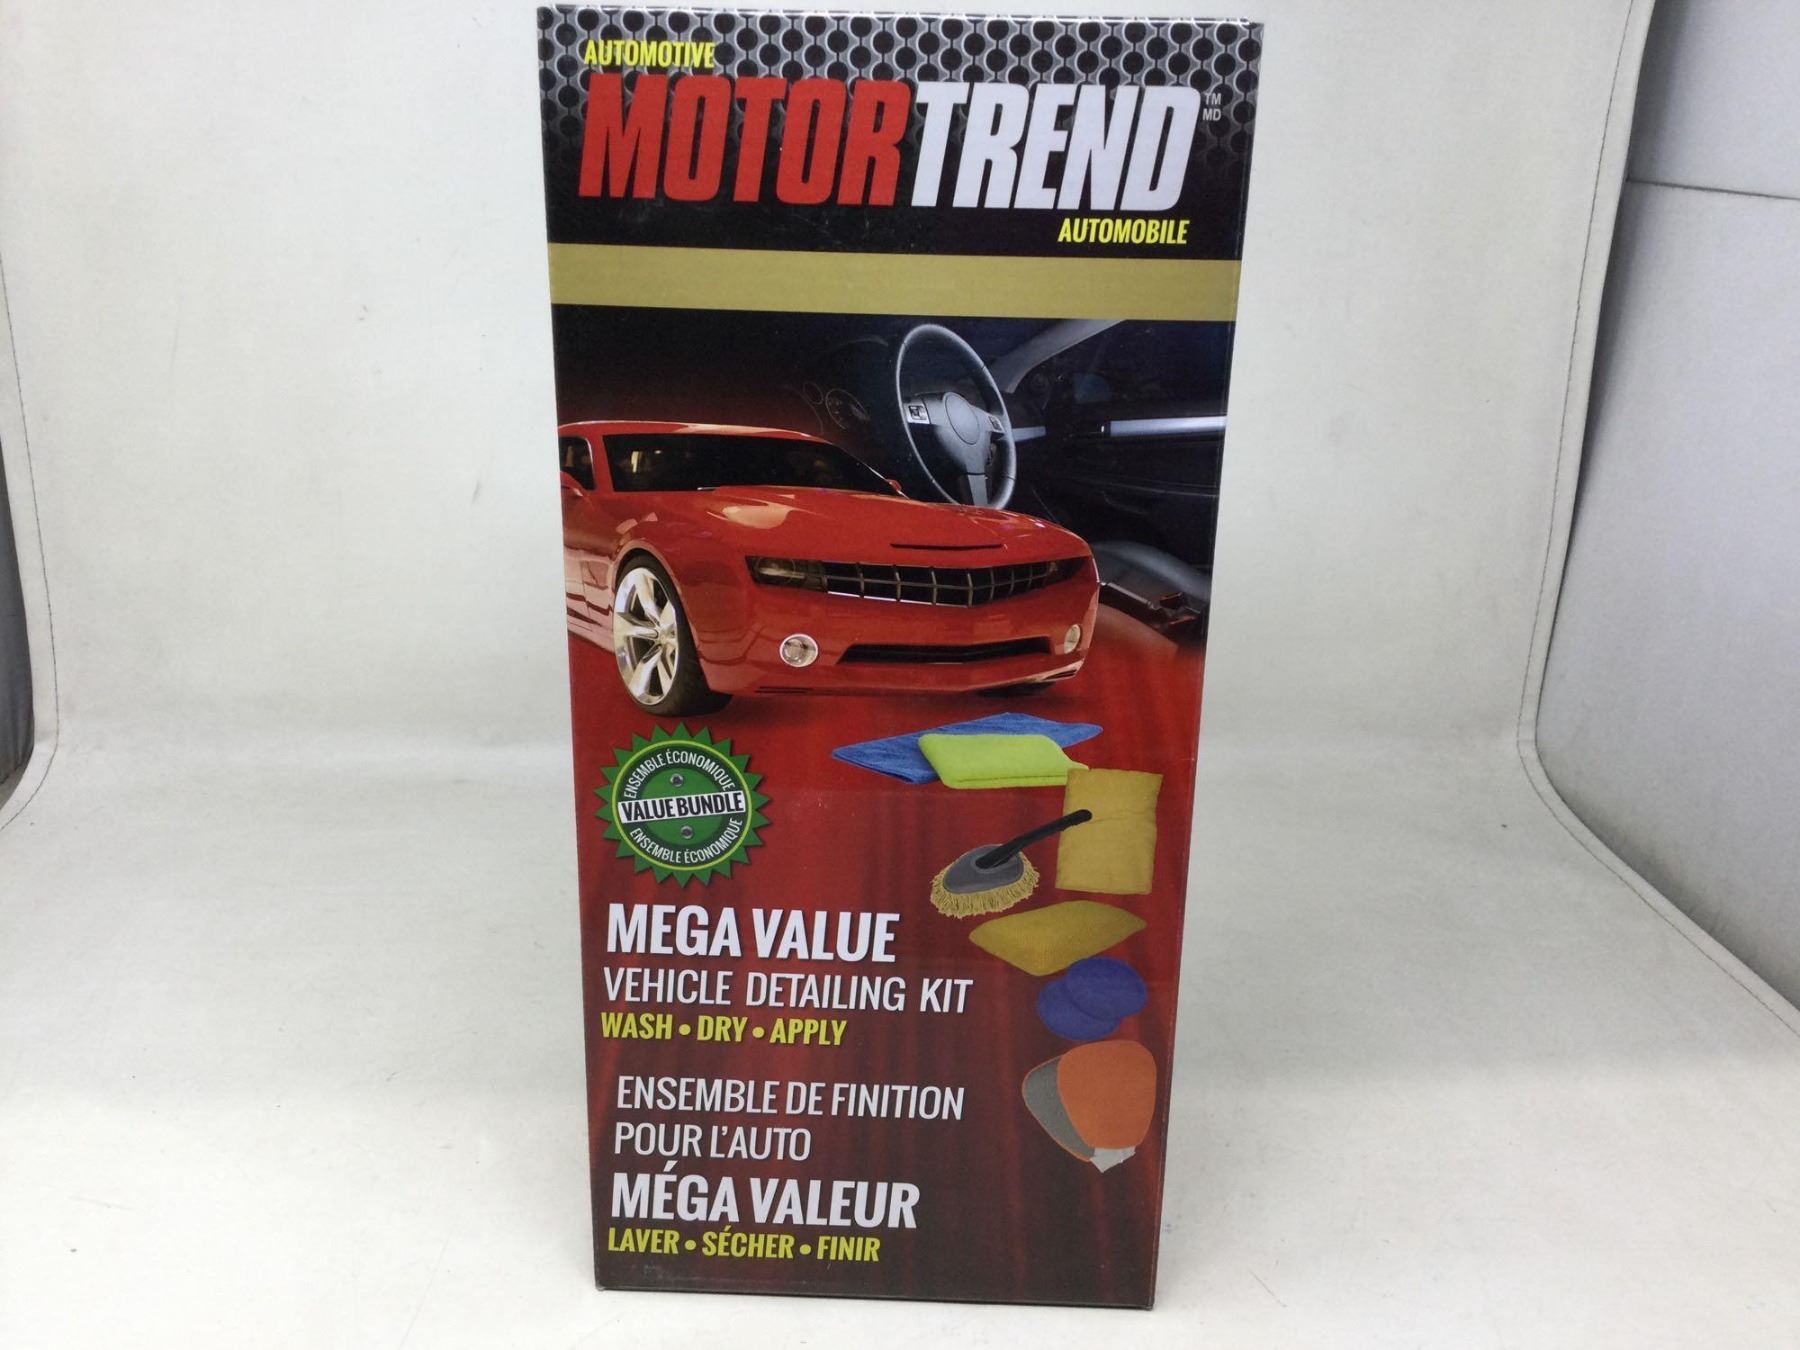 AUTOMOTIVE
MOTORTREND
TM
MD
AUTOMOBILE
ENSEMBLE ÉCONOMIQUE
VALUE BUNDLE
ENSEMBLE ÉCONOMIQUE
MEGA VALUE
VEHICLE DETAILING KIT
WASH • DRY • APPLY
ENSEMBLE DE FINITION
POUR L'AUTO
MÉGA VALEUR
LAVER • SÉCHER • FINIR